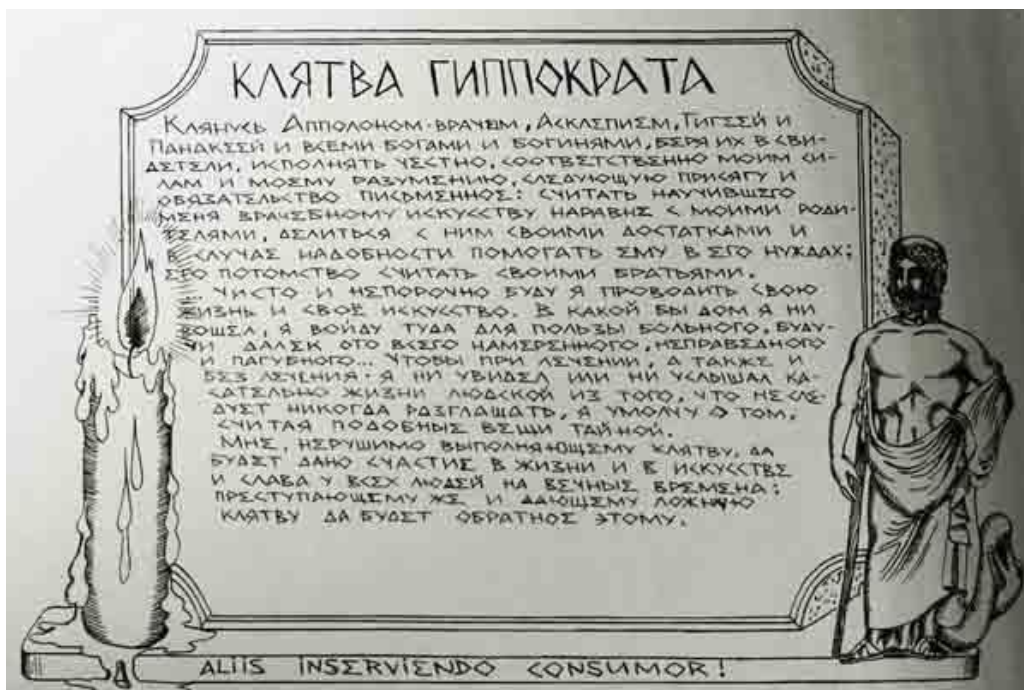 КЛЯТВА ГИППОКРАТА
Клянусь Апполоном-врачем, Асклепием, Гигеей и
Панакеей и всеми богами и богинями, беря их в сви-
детели, исполнять честно, соответственно моим си-
лам и моему разумению, следующую присягу и
обязательство письменное: считать научившего
меня врачебному искусству наравне с моими роди-
телями, делиться с ним своими достатками и
в случае надобности помогать ему в его нуждах;
его потомство считать своими братьями.
... чисто и непорочно буду я проводить свою
жизнь и своё искусство. В какой бы дом я ни
вошел, я войду туда для пользы больного, буду-
чи далек ото всего намеренного, неправедного
и пагубного... Чтобы при лечении, а также и
без лечения я ни увидел или ни услышал ка-
сательно жизни людской из того, что не сле-
дует никогда разглашать, я умолчу о том,
считая подобные вещи тайной.
Мне, нерушимо выполняющему клятву, да
будет дано счастие в жизни и в искусстве
и слава у всех людей на вечные времена;
преступающему же и дающему ложную
клятву да будет обратное этому.
ALIIS INSERVIENDO CONSUMOR!